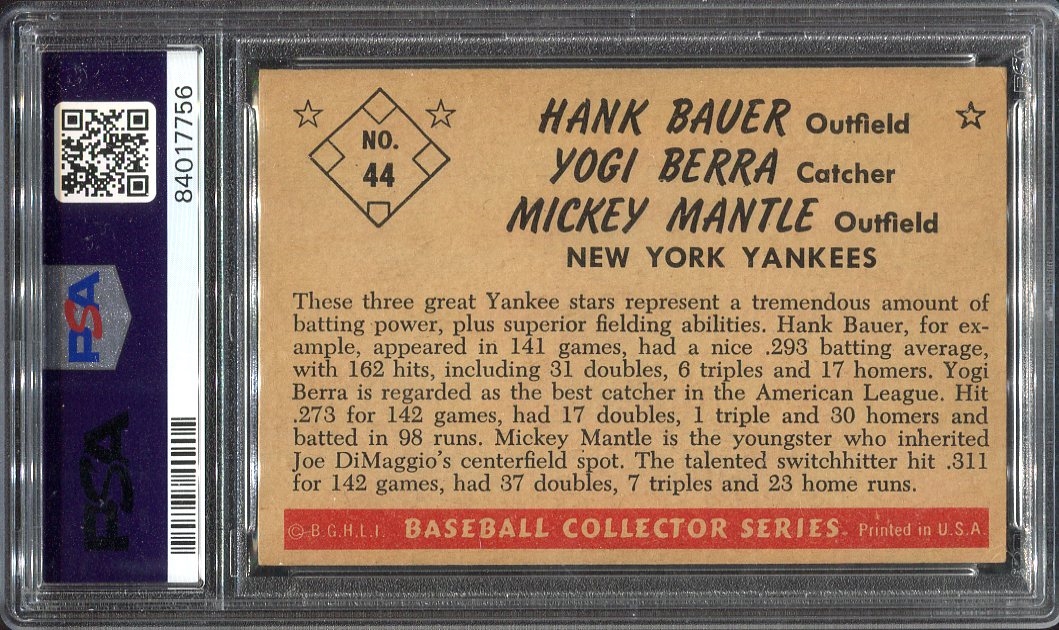 84017756
PSA
PSA
NO.
44
HANK BAUER Outfield
YOGI BERRA Catcher
MICKEY MANTLE Outfield
NEW YORK YANKEES
These three great Yankee stars represent a tremendous amount of
batting power, plus superior fielding abilities. Hank Bauer, for ex-
ample, appeared in 141 games, had a nice .293 batting average,
with 162 hits, including 31 doubles, 6 triples and 17 homers. Yogi
Berra is regarded as the best catcher in the American League. Hit
.273 for 142 games, had 17 doubles, 1 triple and 30 homers and
batted in 98 runs. Mickey Mantle is the youngster who inherited
Joe DiMaggio's centerfield spot. The talented switchhitter hit .311
for 142 games, had 37 doubles, 7 triples and 23 home runs.
© B.G.H.L.I. BASEBALL COLLECTOR SERIES Printed in U.S.A.